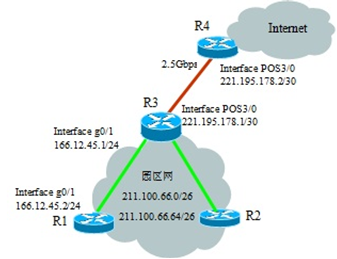 R4
Internet
2.5Gbps
Interface POS3/0
221.195.178.2/30
R3
Interface POS3/0
221.195.178.1/30
Interface g0/1
166.12.45.1/24
园区网
211.100.66.0/26
211.100.66.64/26
Interface g0/1
166.12.45.2/24
R1
R2